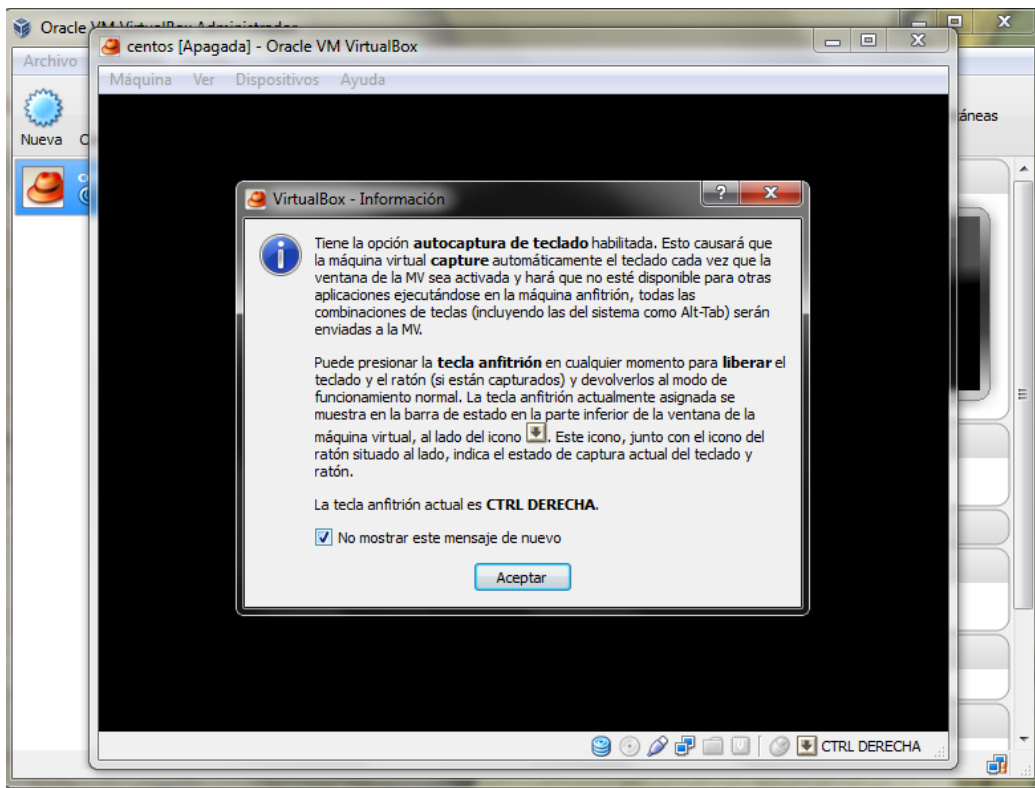 Oracle VM VirtualBox Administrador
centos [Apagada] - Oracle VM VirtualBox
Archivo
Máquina Ver Dispositivos Ayuda
Nueva
áneas
VirtualBox - Información
Tiene la opción autocaptura de teclado habilitada. Esto causará que
la máquina virtual capture automáticamente el teclado cada vez que la
ventana de la MV sea activada y hará que no esté disponible para otras
aplicaciones ejecutándose en la máquina anfitrión, todas las
combinaciones de teclas (incluyendo las del sistema como Alt-Tab) serán
enviadas a la MV.
Puede presionar la tecla anfitrión en cualquier momento para liberar el
teclado y el ratón (si están capturados) y devolverlos al modo de
funcionamiento normal. La tecla anfitrión actualmente asignada se
muestra en la barra de estado en la parte inferior de la ventana de la
máquina virtual, al lado del icono . Este icono, junto con el icono del
ratón situado al lado, indica el estado de captura actual del teclado y
ratón.
La tecla anfitrión actual es CTRL DERECHA.
No mostrar este mensaje de nuevo
Aceptar
CTRL DERECHA